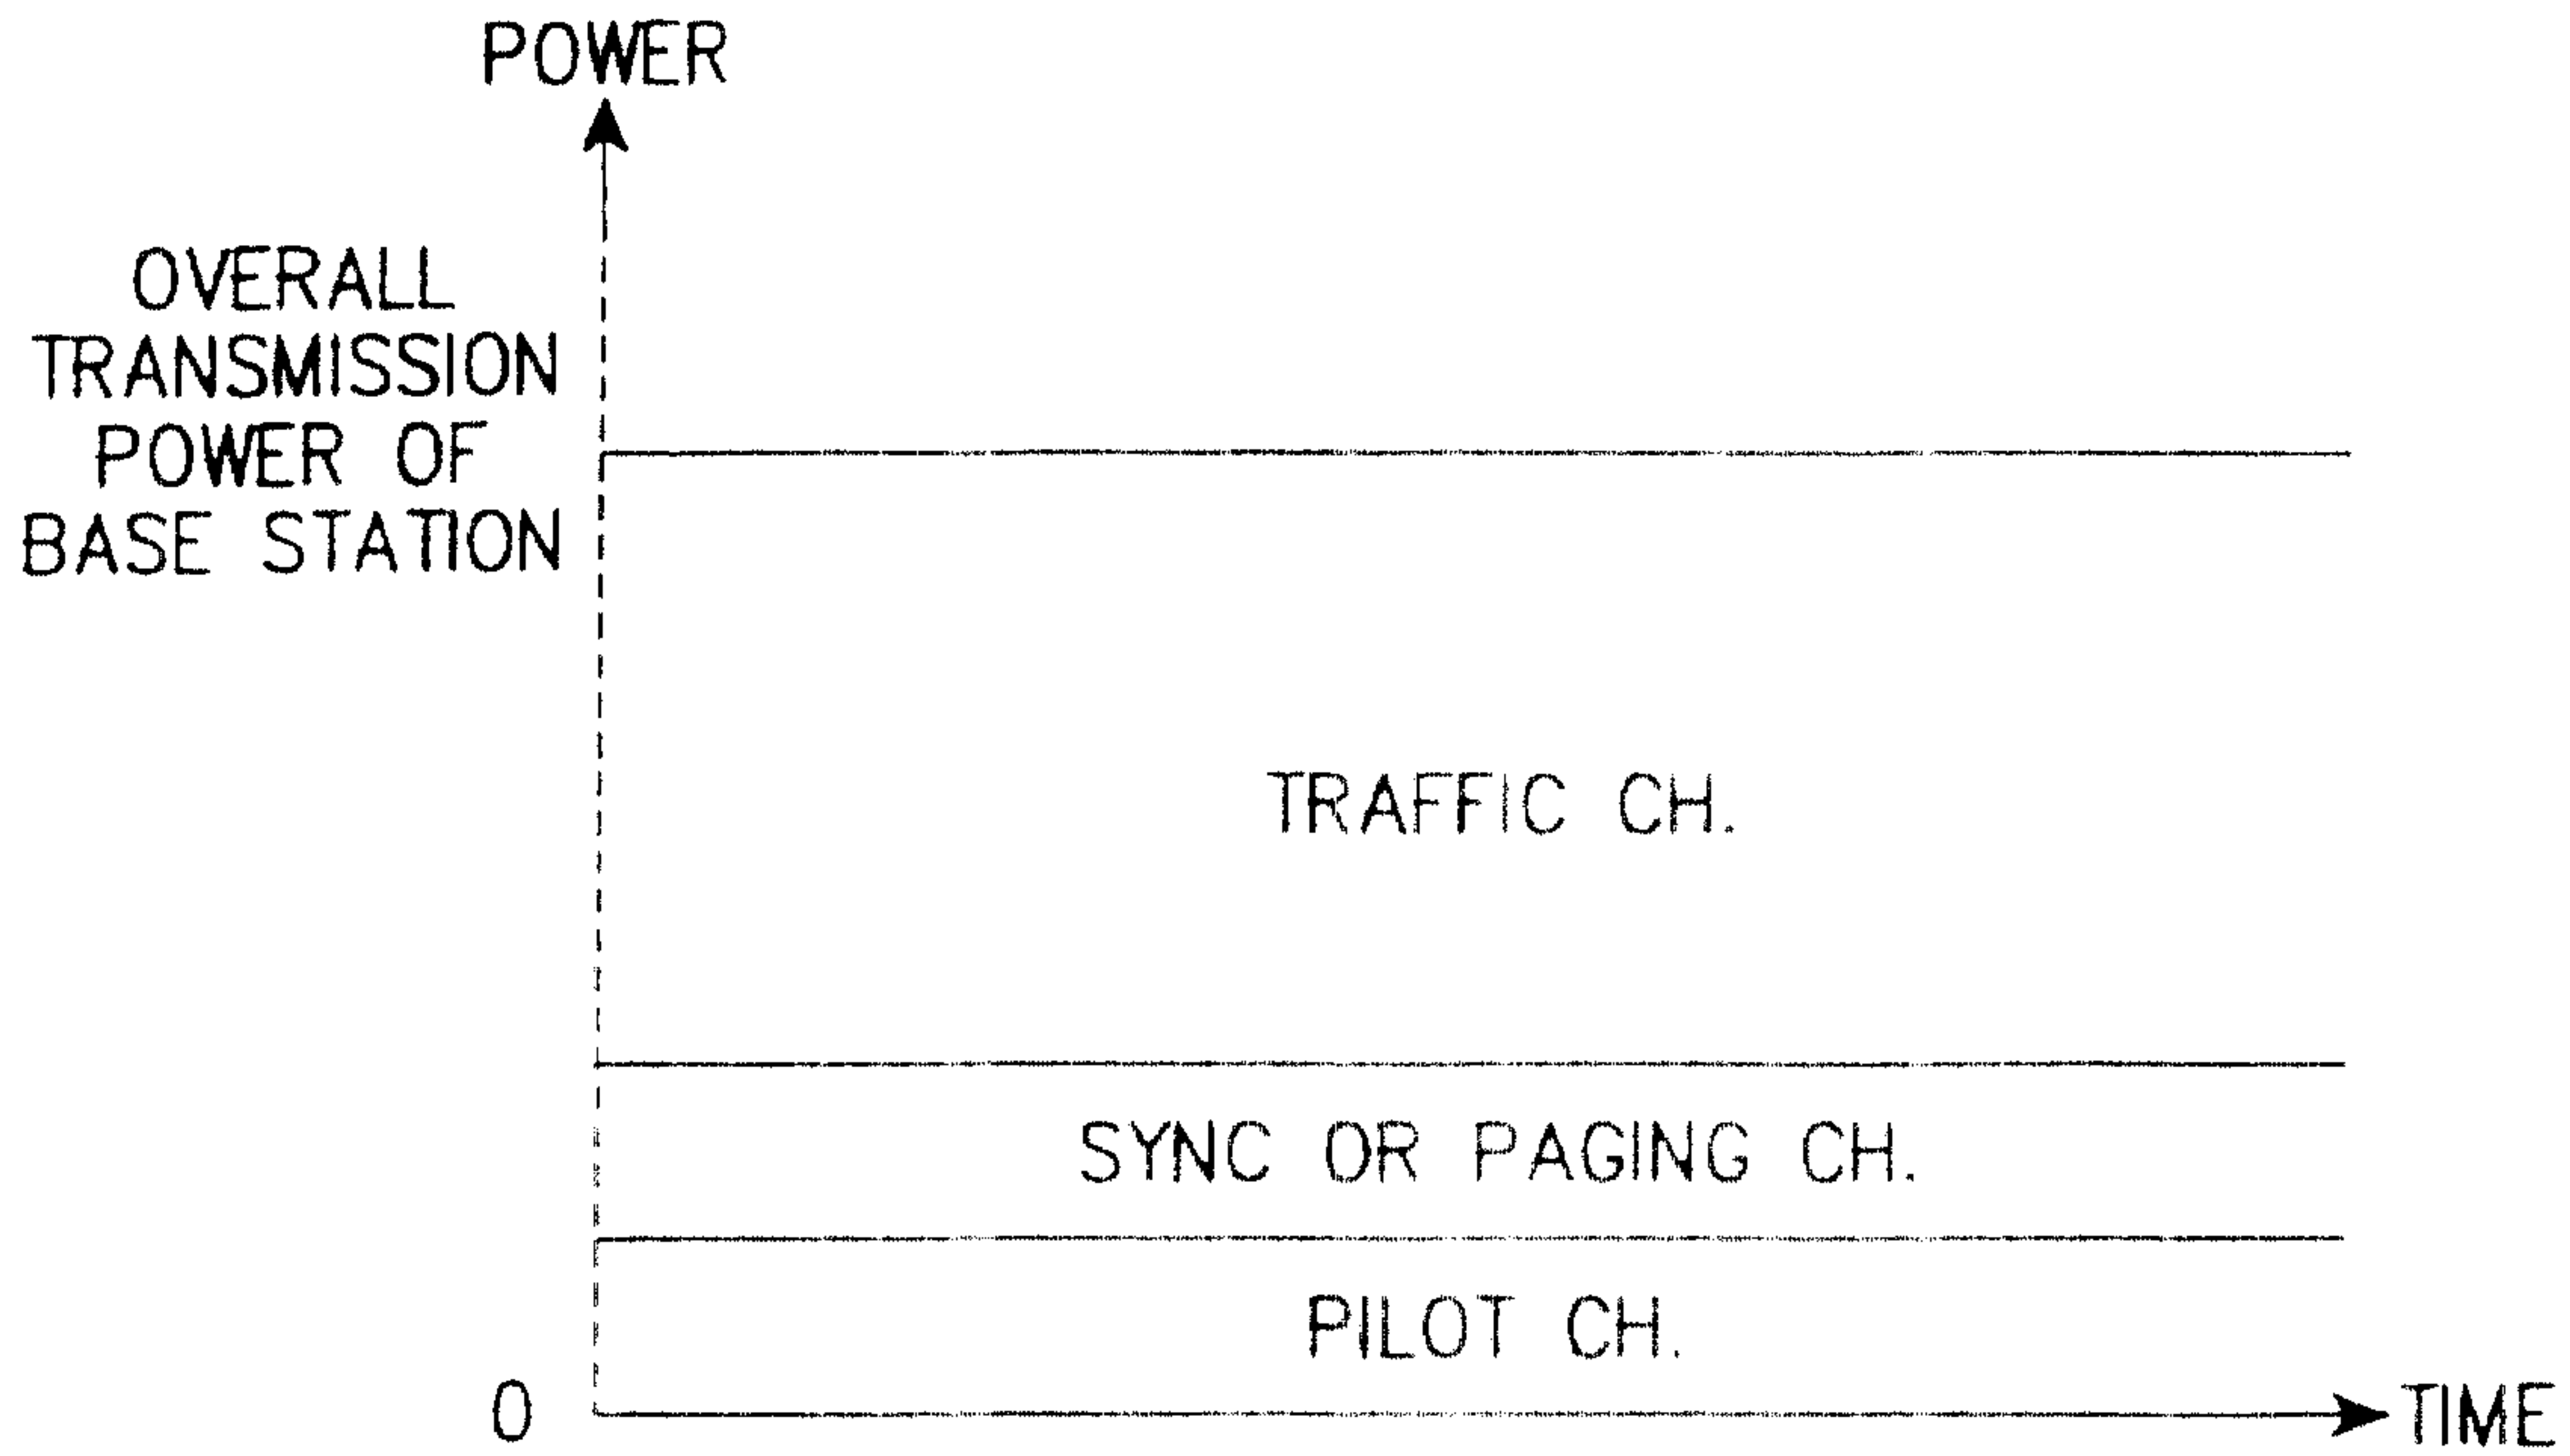 POWER
OVERALL
TRANSMISSION
POWER OF
BASE STATION
TRAFFIC CH.
SYNC OR PAGING CH.
PILOT CH.
0
TIME